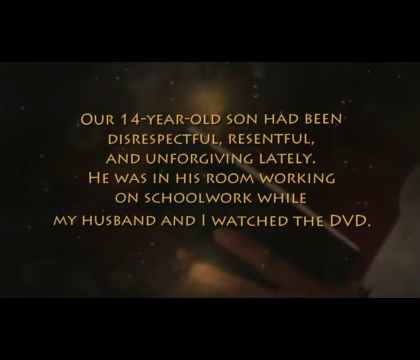 Our 14-year-old son had been
disrespectful, resentful,
and unforgiving lately.
He was in his room working
on schoolwork while
my husband and I watched the DVD.